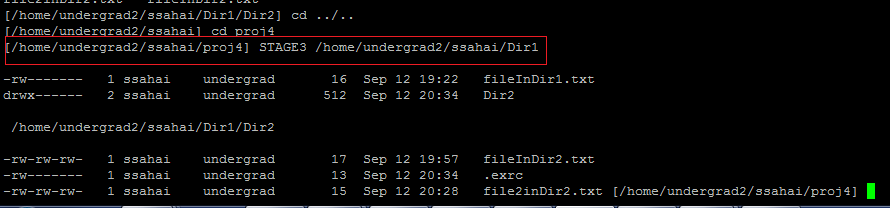 file2inDir2.txt   fileInDir2.txt
[/home/undergrad2/ssahai/Dir1/Dir2] cd ../..
[/home/undergrad2/ssahai] cd proj4
[/home/undergrad2/ssahai/proj4] STAGE3 /home/undergrad2/ssahai/Dir1
-rw------- 1 ssahai undergrad 16 Sep 12 19:22 fileInDir1.txt
drwx------ 2 ssahai undergrad 512 Sep 12 20:34 Dir2
/home/undergrad2/ssahai/Dir1/Dir2
-rw-rw-rw- 1 ssahai undergrad 17 Sep 12 19:57 fileInDir2.txt
-rw------- 1 ssahai undergrad 13 Sep 12 20:34 .exrc
-rw-rw-rw- 1 ssahai undergrad 15 Sep 12 20:28 file2inDir2.txt [/home/undergrad2/ssahai/proj4]